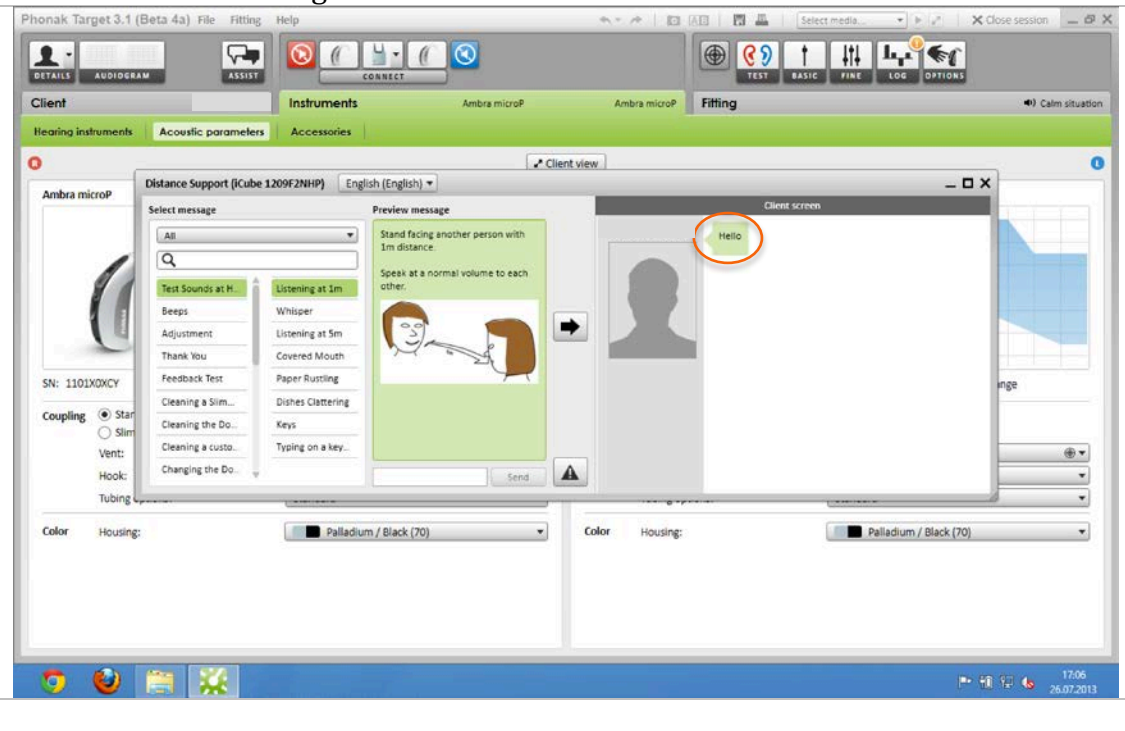 Phonak Target 3.1 (Beta 4a) File Fitting Help
Select media...
Close session
DETAILS AUDIOGRAM ASSIST
CONNECT
TEST BASIC FINE LOG OPTIONS
Client
Instruments Ambra microP Ambra microP
Fitting Calm situation
Hearing instruments Acoustic parameters Accessories
Client view
Ambra microP
Distance Support (iCube 1209F2NHP) English (English)
Select message
All
Test Sounds at H...
Beeps
Adjustment
Thank You
Feedback Test
Cleaning a Slim...
Cleaning the Do...
Cleaning a custo...
Changing the Do...
Listening at 1m
Whisper
Listening at 5m
Covered Mouth
Paper Rustling
Dishes Clattering
Keys
Typing on a key...
Preview message
Stand facing another person with
1m distance.
Speak at a normal volume to each
other.
Send
Client screen
Hello
SN: 1101X0XCY
Coupling Star
Slim
Vent:
Hook:
Color Housing: Palladium / Black (70)
Color Housing: Palladium / Black (70)
17:06
26.07.2013